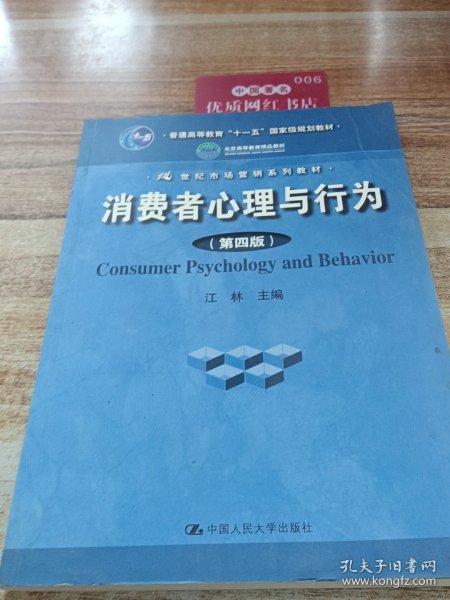 006
中国著名
优质网红书店
·普通高等教育“十一五”国家级规划教材
北京高等教育精品教材
·21世纪市场营销系列教材·
消费者心理与行为
（第四版）
Consumer Psychology and Behavior
江 林 主编
中国人民大学出版社
孔夫子旧书网
www.kongfz.com